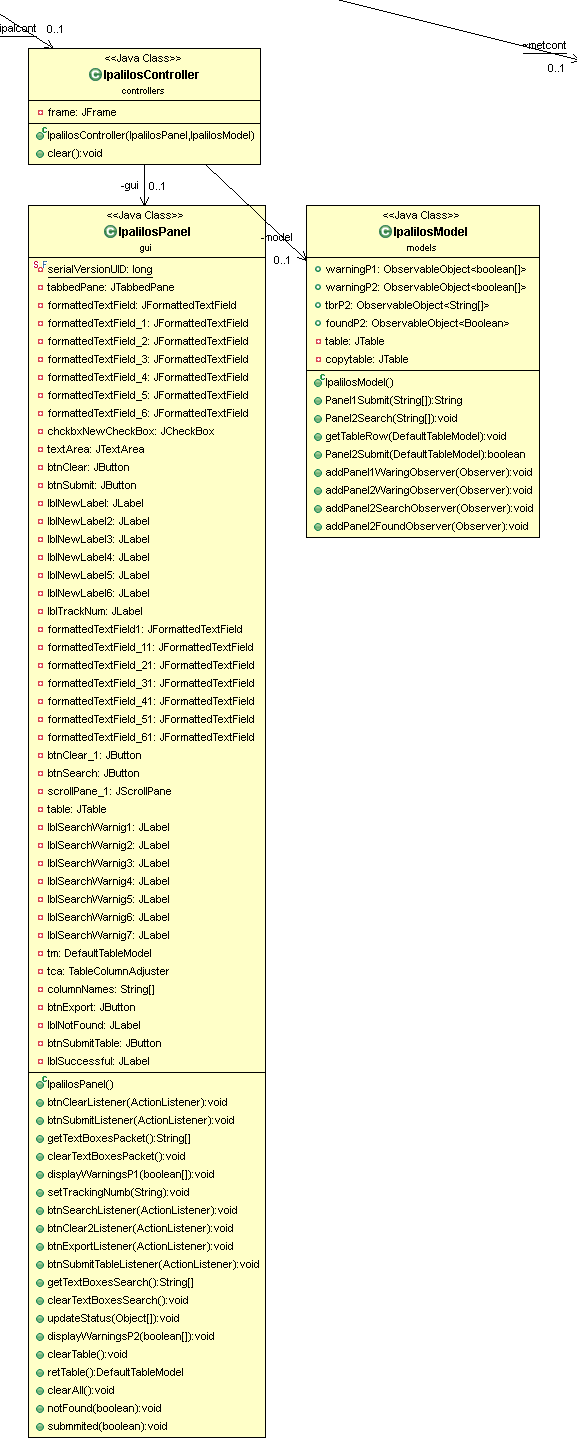 ipalcont
0..1
~metcont
0..1
<<Java Class>>
IpalilosController
controllers
frame: JFrame
IpalilosController(IpalilosPanel,IpalilosModel)
clear():void
-gui
0..1
-model
0..1
<<Java Class>>
IpalilosPanel
gui
serialVersionUID: long
tabbedPane: JTabbedPane
formattedTextField: JFormattedTextField
formattedTextField_1: JFormattedTextField
formattedTextField_2: JFormattedTextField
formattedTextField_3: JFormattedTextField
formattedTextField_4: JFormattedTextField
formattedTextField_5: JFormattedTextField
formattedTextField_6: JFormattedTextField
chckbxNewCheckBox: JCheckBox
textArea: JTextArea
btnClear: JButton
btnSubmit: JButton
lblNewLabel: JLabel
lblNewLabel2: JLabel
lblNewLabel3: JLabel
lblNewLabel4: JLabel
lblNewLabel5: JLabel
lblNewLabel6: JLabel
lblTrackNum: JLabel
formattedTextField1: JFormattedTextField
formattedTextField_11: JFormattedTextField
formattedTextField_21: JFormattedTextField
formattedTextField_31: JFormattedTextField
formattedTextField_41: JFormattedTextField
formattedTextField_51: JFormattedTextField
formattedTextField_61: JFormattedTextField
btnClear_1: JButton
btnSearch: JButton
scrollPane_1: JScrollPane
table: JTable
lblSearchWarnig1: JLabel
lblSearchWarnig2: JLabel
lblSearchWarnig3: JLabel
lblSearchWarnig4: JLabel
lblSearchWarnig5: JLabel
lblSearchWarnig6: JLabel
lblSearchWarnig7: JLabel
tm: DefaultTableModel
tca: TableColumnAdjuster
columnNames: String[]
btnExport: JButton
lblNotFound: JLabel
btnSubmitTable: JButton
lblSuccessful: JLabel
IpalilosPanel()
btnClearListener(ActionListener):void
btnSubmitListener(ActionListener):void
getTextBoxesPacket():String[]
clearTextBoxesPacket():void
displayWarningsP1(boolean[]):void
setTrackingNumb(String):void
btnSearchListener(ActionListener):void
btnClear2Listener(ActionListener):void
btnExportListener(ActionListener):void
btnSubmitTableListener(ActionListener):void
getTextBoxesSearch():String[]
clearTextBoxesSearch():void
updateStatus(Object[]):void
displayWarningsP2(boolean[]):void
clearTable():void
retTable():DefaultTableModel
clearAll():void
notFound(boolean):void
submmited(boolean):void
<<Java Class>>
IpalilosModel
models
warningP1: ObservableObject<boolean[]>
warningP2: ObservableObject<boolean[]>
tbrP2: ObservableObject<String[]>
foundP2: ObservableObject<Boolean>
table: JTable
copytable: JTable
IpalilosModel()
Panel1Submit(String[]):String
Panel2Search(String[]):void
getTableRow(DefaultTableModel):void
Panel2Submit(DefaultTableModel):boolean
addPanel1WaringObserver(Observer):void
addPanel2WaringObserver(Observer):void
addPanel2SearchObserver(Observer):void
addPanel2FoundObserver(Observer):void